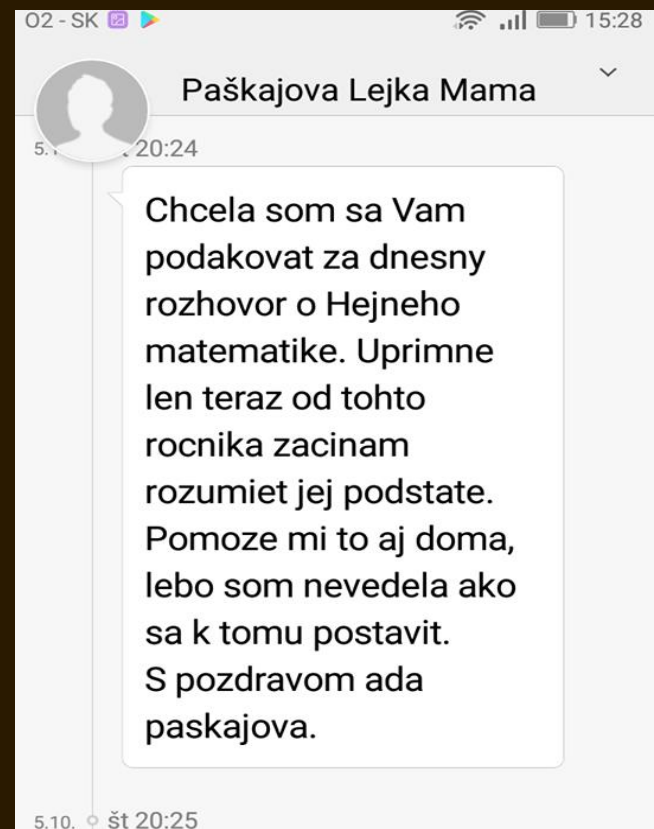 O2 - SK 15:28
Paškajova Lejka Mama
5. 20:24
Chcela som sa Vam
podakovat za dnesny
rozhovor o Hejneho
matematike. Uprimne
len teraz od tohto
rocnika zacinam
rozumiet jej podstate.
Pomoze mi to aj doma,
lebo som nevedela ako
sa k tomu postavit.
S pozdravom ada
paskajova.
5.10. št 20:25